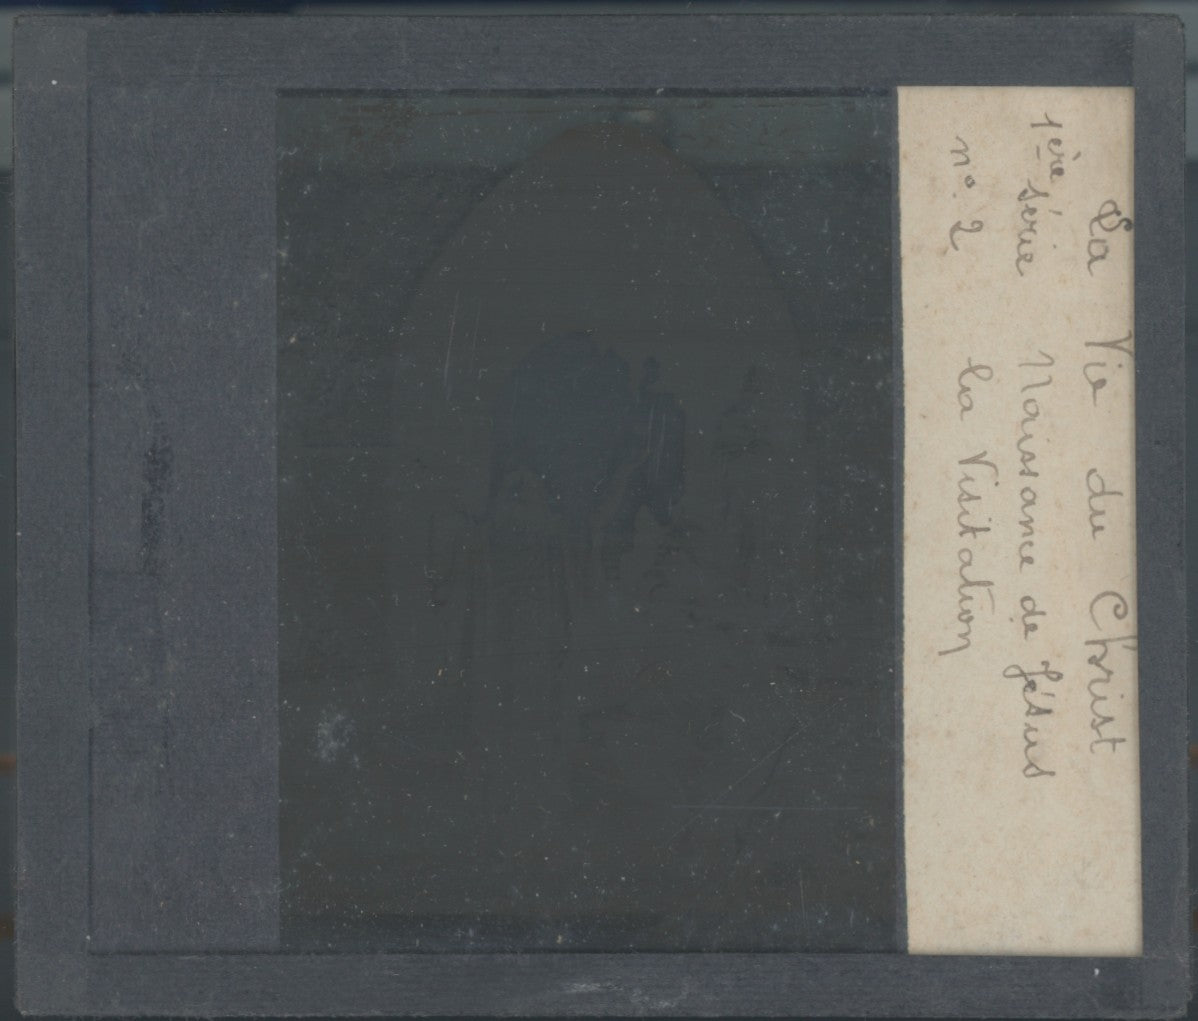 La Vie du Christ
1ère série Naissance de Jésus
n° 2 La Visitation